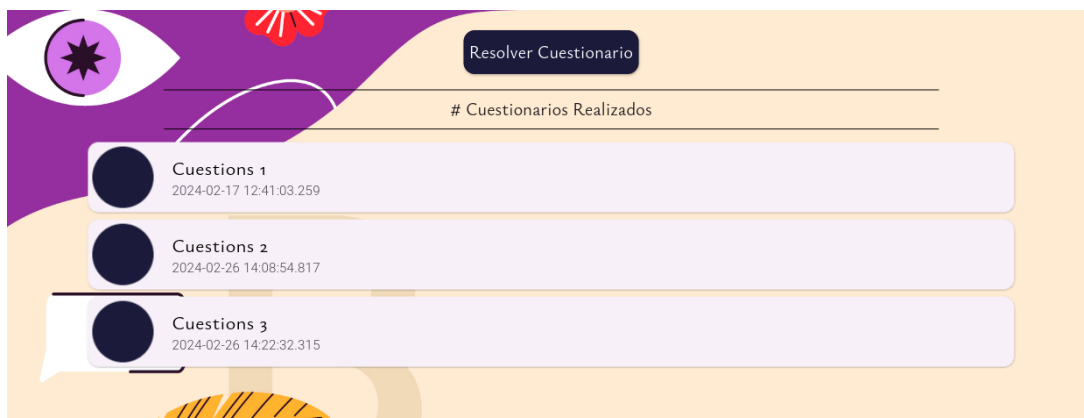 Resolver Cuestionario
# Cuestionarios Realizados
Cuestions 1
2024-02-17 12:41:03.259
Cuestions 2
2024-02-26 14:08:54.817
Cuestions 3
2024-02-26 14:22:32.315